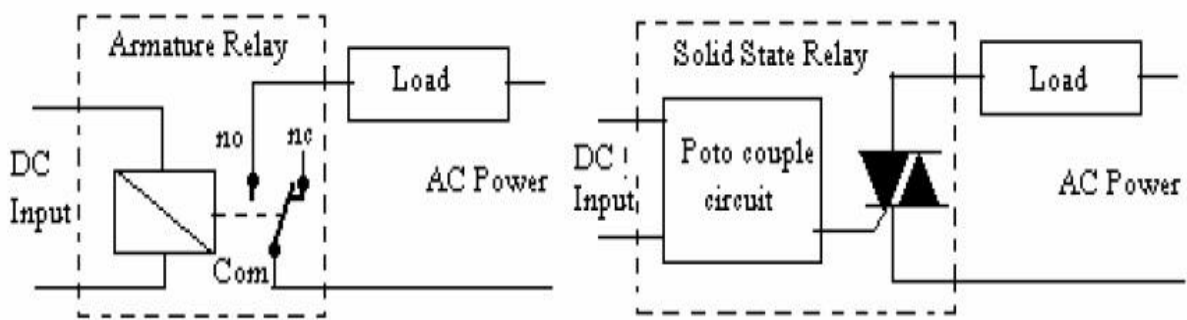 Armature Relay
Load
no
nc
DC
Input
AC Power
Com
Solid State Relay
Load
DC
Input
Poto couple
circuit
AC Power